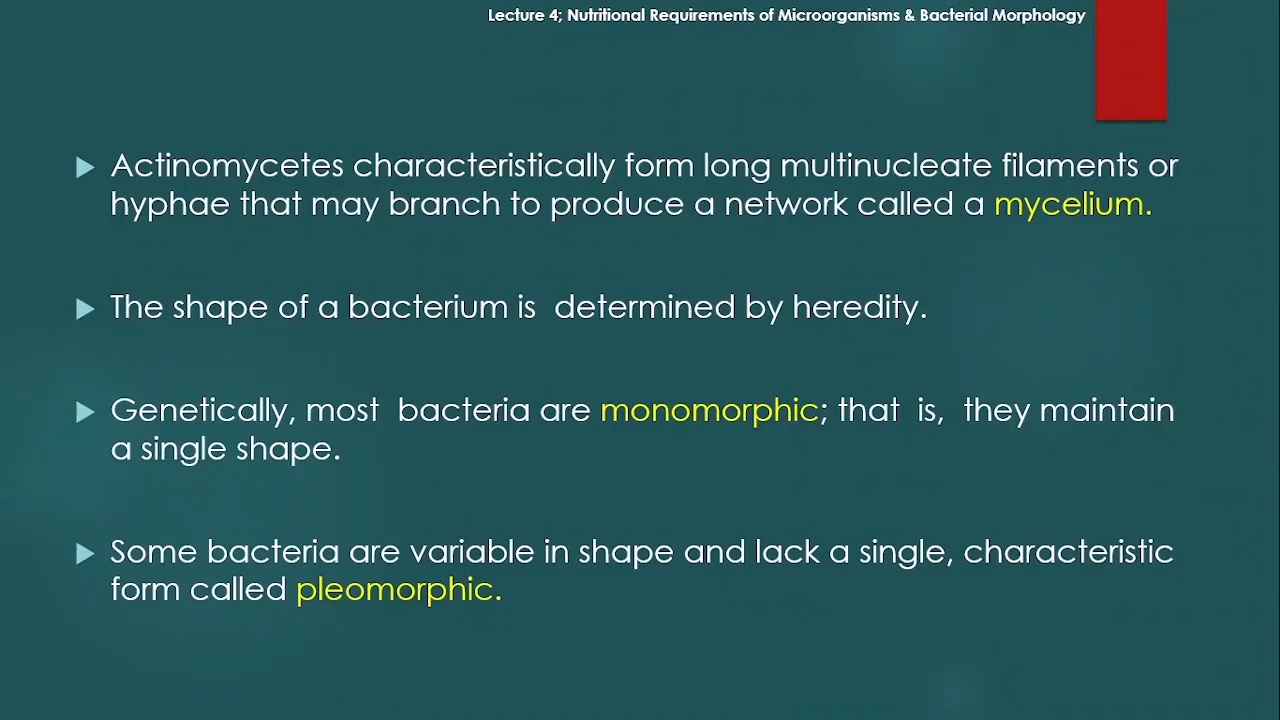 Lecture 4; Nutritional Requirements of Microorganisms & Bacterial Morphology
Actinomycetes characteristically form long multinucleate filaments or
hyphae that may branch to produce a network called a mycelium.
The shape of a bacterium is determined by heredity.
Genetically, most bacteria are monomorphic; that is, they maintain
a single shape.
Some bacteria are variable in shape and lack a single, characteristic
form called pleomorphic.